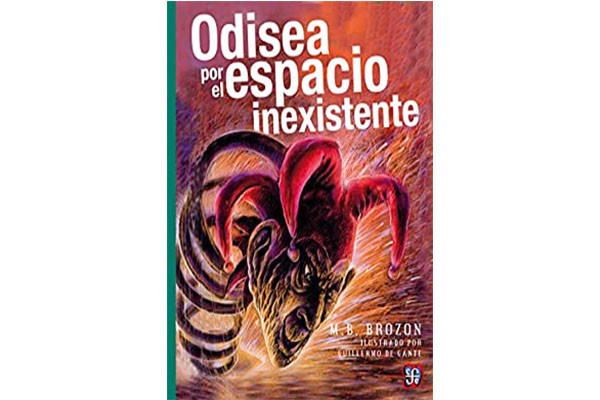 Odisea
por el espacio
inexistente
M. B. BROZON
ILUSTRADO POR
GUILLERMO DE GANTE